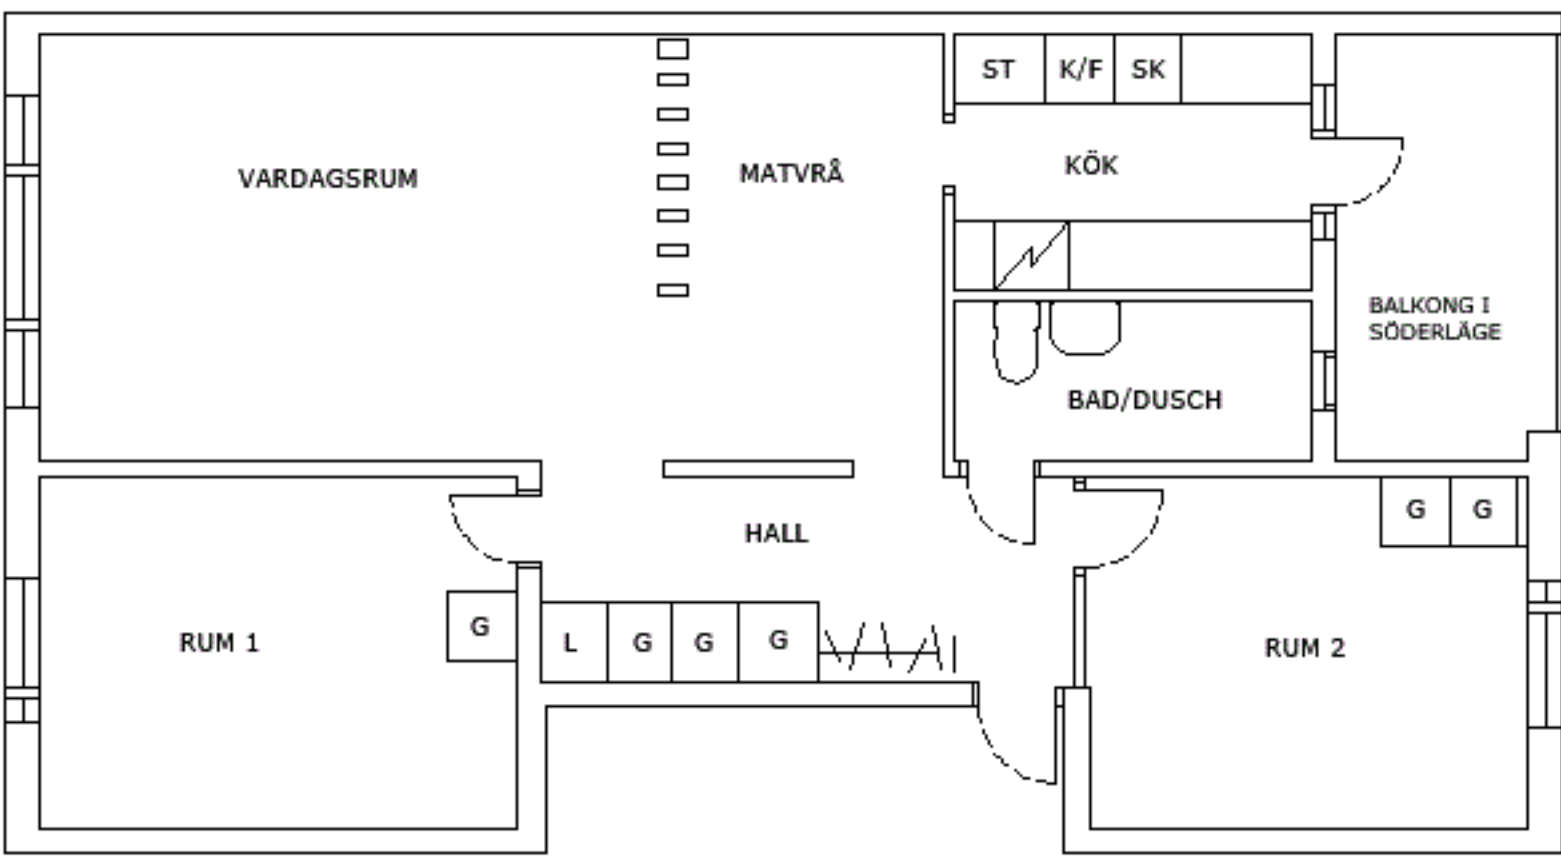 ST K/F SK
VARDAGSRUM
MATVRÅ
KÖK
BALKONG I
SÖDERLÄGE
BAD/DUSCH
HALL
G G
RUM 1
G
L G G G
RUM 2